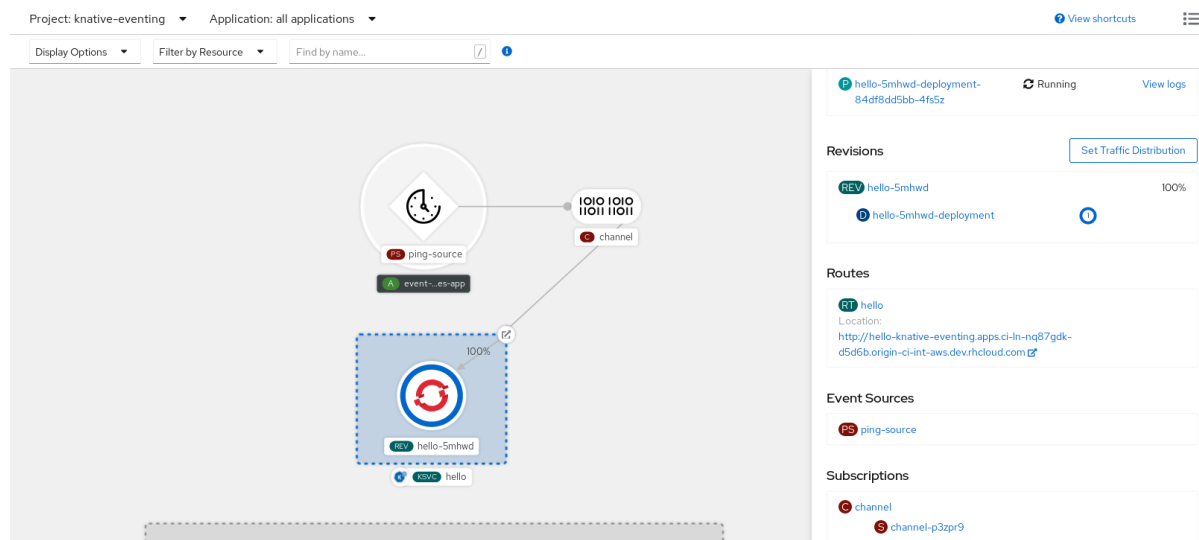 Project: knative-eventing
Application: all applications
View shortcuts
Display Options
Filter by Resource
Find by name...
/
P hello-5mhwd-deployment-
84df8dd5bb-4fs5z
Running
View logs
Revisions
Set Traffic Distribution
REV hello-5mhwd
100%
D hello-5mhwd-deployment
1
Routes
RT hello
Location:
http://hello-knative-eventing.apps.ci-ln-nq87gdk-
d5d6b.origin-ci-int-aws.dev.rhcloud.com
Event Sources
PS ping-source
Subscriptions
C channel
S channel-p3zpr9
1010 1010
11011 11011
C channel
PS ping-source
A event-...es-app
100%
REV hello-5mhwd
K KSVC hello